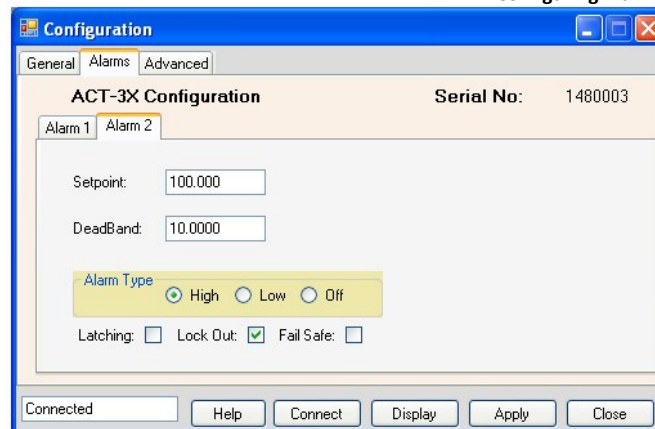 Configuration
General Alarms Advanced
ACT-3X Configuration Serial No: 1480003
Alarm 1 Alarm 2
Setpoint: 100.000
DeadBand: 10.0000
Alarm Type
High Low Off
Latching: Lock Out: Fail Safe:
Connected Help Connect Display Apply Close